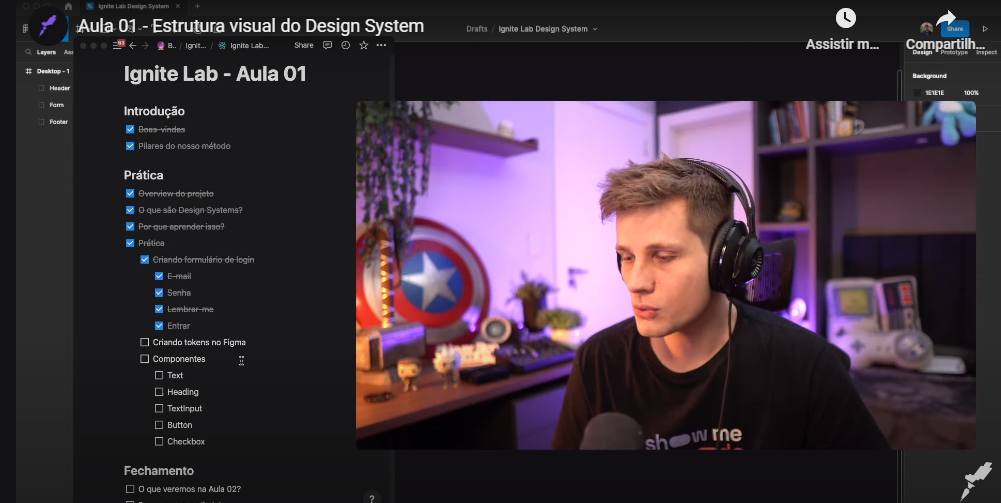 Ignite Lab Design System
Aula 01 - Estrutura visual do Design System
Drafts / Ignite Lab Design System
Share
Assistir m...
Compartilh...
Layers
Design
Prototype
Inspect
Desktop - 1
Header
Form
Footer
Background
1E1E1E 100%
B... / Ignit... / Ignite Lab...
Share
Ignite Lab - Aula 01
Introdução
Boas-vindas
Pilares do nosso método
Prática
Overview do projeto
O que são Design Systems?
Por que aprender isso?
Prática
Criando formulário de login
E-mail
Senha
Lembrar-me
Entrar
Criando tokens no Figma
Componentes
Text
Heading
TextInput
Button
Checkbox
Fechamento
O que veremos na Aula 02?
?
show me